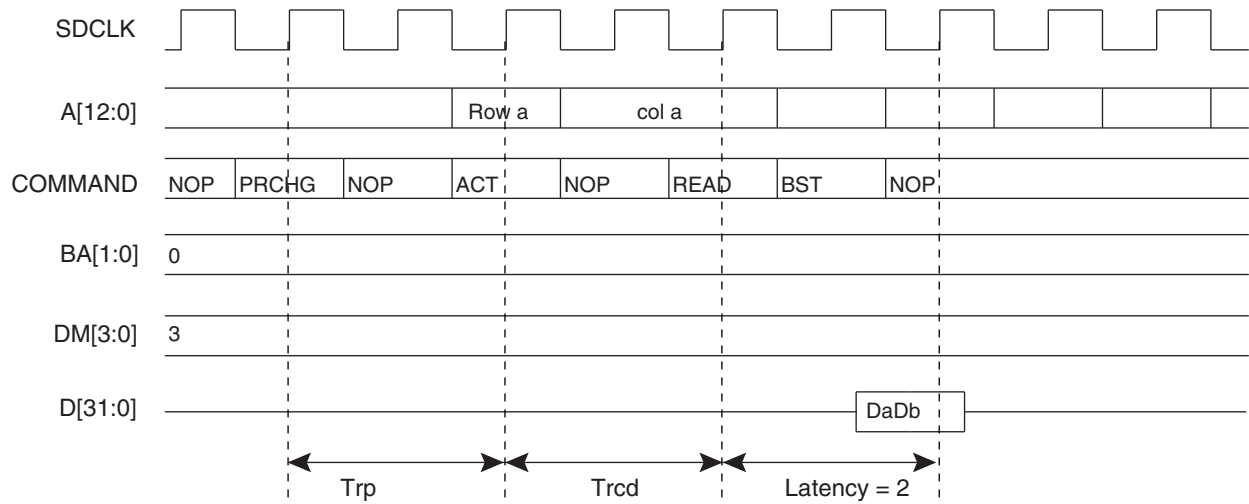 SDCLK
A[12:0] Row a col a
COMMAND NOP PRCHG NOP ACT NOP READ BST NOP
BA[1:0] 0
DM[3:0] 3
D[31:0] DaDb
Trp Trcd Latency = 2